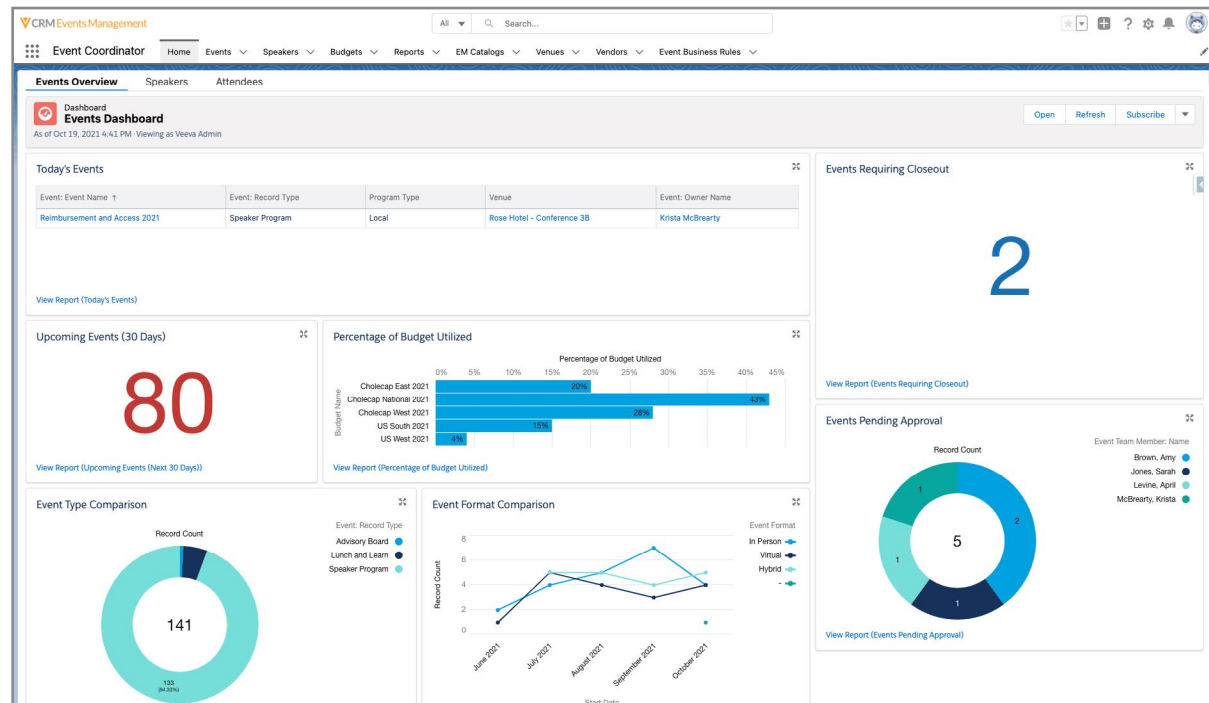 CRM Events Management
All
Search...
Event Coordinator
Home
Events
Speakers
Budgets
Reports
EM Catalogs
Venues
Vendors
Event Business Rules
Events Overview
Speakers
Attendees
Dashboard
Events Dashboard
As of Oct 19, 2021 4:41 PM·Viewing as Veeva Admin
Open
Refresh
Subscribe
Today's Events
Event: Event Name ↑
Event: Record Type
Program Type
Venue
Event: Owner Name
Reimbursement and Access 2021
Speaker Program
Local
Rose Hotel - Conference 3B
Krista McBrearty
View Report (Today's Events)
Events Requiring Closeout
2
View Report (Events Requiring Closeout)
Upcoming Events (30 Days)
80
View Report (Upcoming Events (Next 30 Days))
Percentage of Budget Utilized
Percentage of Budget Utilized
0%
5%
10%
15%
20%
25%
30%
35%
40%
45%
Budget Name
Cholecap East 2021
20%
Cholecap National 2021
43%
Cholecap West 2021
28%
US South 2021
15%
US West 2021
4%
View Report (Percentage of Budget Utilized)
Events Pending Approval
Record Count
Event Team Member: Name
Brown, Amy
Jones, Sarah
Levine, April
McBrearty, Krista
1
2
5
1
1
View Report (Events Pending Approval)
Event Type Comparison
Record Count
Event: Record Type
Advisory Board
Lunch and Learn
Speaker Program
141
133
(94.33%)
Event Format Comparison
Event Format
In Person
Virtual
Hybrid
-
Record Count
8
6
4
2
0
June 2021
July 2021
August 2021
September 2021
October 2021
Start Date